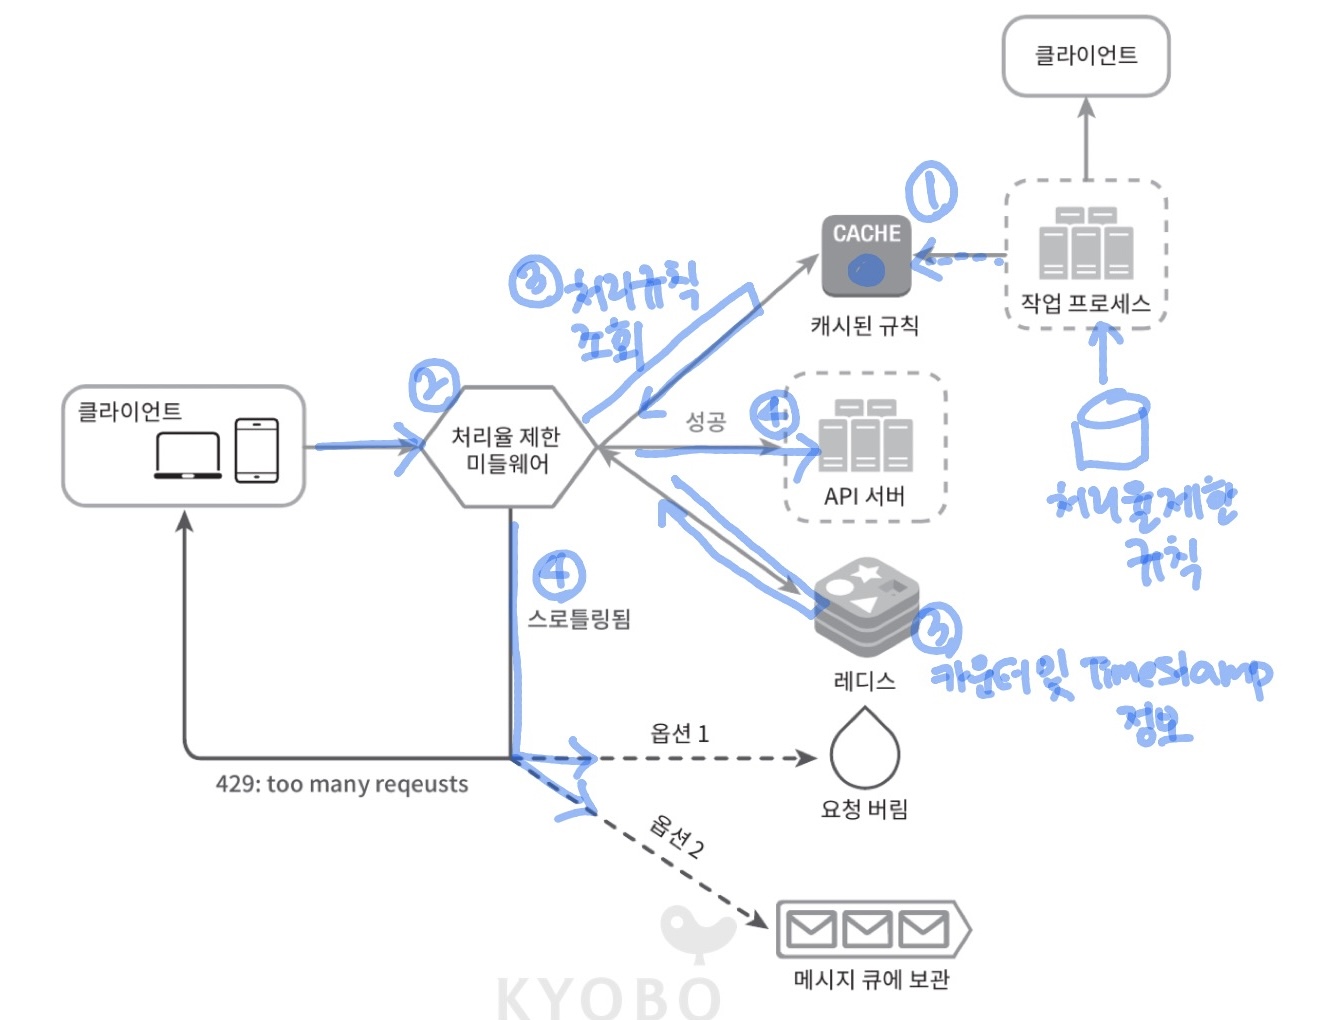 클라이언트
①
CACHE
캐시된 규칙
작업 프로세스
③ 처리규칙
조회
②
클라이언트
처리율 제한
미들웨어
성공
④
API 서버
처리율제한
규칙
④
스로틀링됨
③
레디스
카운터 및 Timestamp
정보
옵션 1
429: too many reqeusts
요청 버림
옵션 2
메시지 큐에 보관
KYOBO